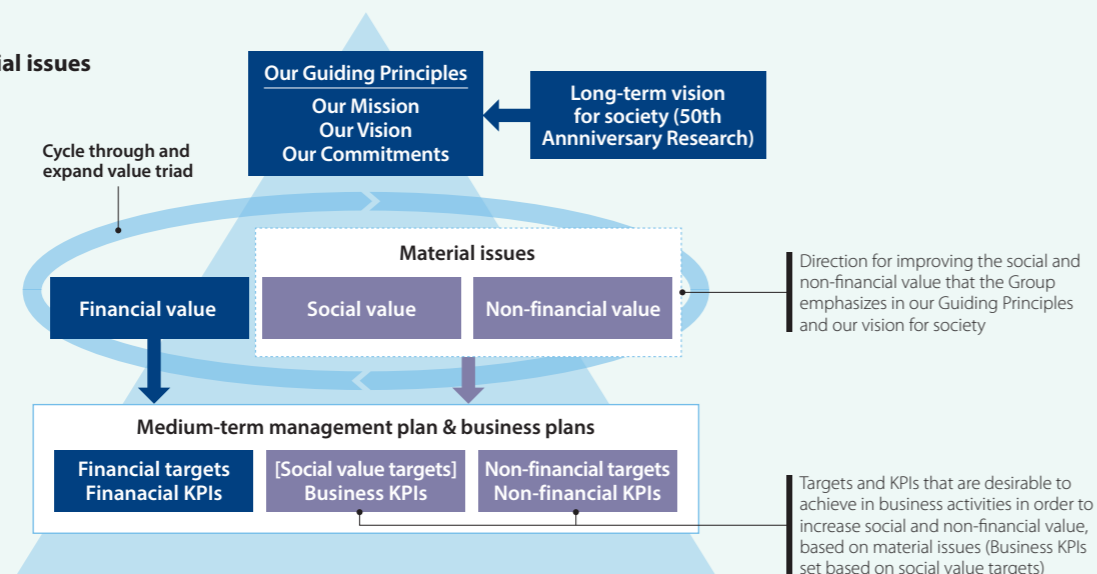 ial issues
Our Guiding Principles
Our Mission
Our Vision
Our Commitments
Long-term vision
for society (50th
Annniversary Research)
Cycle through and
expand value triad
Material issues
Financial value
Social value
Non-financial value
Direction for improving the social and
non-financial value that the Group
emphasizes in our Guiding Principles
and our vision for society
Medium-term management plan & business plans
Financial targets
Finanacial KPIs
[Social value targets]
Business KPIs
Non-financial targets
Non-financial KPIs
Targets and KPIs that are desirable to
achieve in business activities in order to
increase social and non-financial value,
based on material issues (Business KPIs
set based on social value targets)